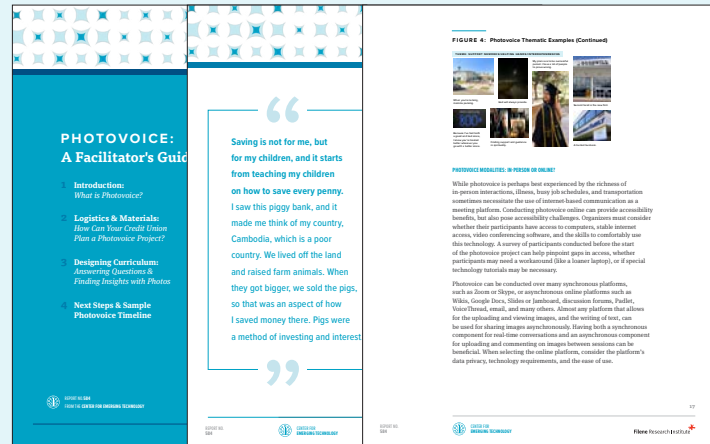 PHOTOVOICE:
A Facilitator's Guid
1 Introduction:
What is Photovoice?
2 Logistics & Materials:
How Can Your Credit Union
Plan a Photovoice Project?
3 Designing Curriculum:
Answering Questions &
Finding Insights with Photos
4 Next Steps & Sample
Photovoice Timeline
REPORT NO. 584
FROM THE CENTER FOR EMERGING TECHNOLOGY
“
Saving is not for me, but
for my children, and it starts
from teaching my children
on how to save every penny.
I saw this piggy bank, and it
made me think of my country,
Cambodia, which is a poor
country. We lived off the land
and raised farm animals. When
they got bigger, we sold the pigs,
so that was an aspect of how
I saved money there. Pigs were
a method of investing and interest
”
REPORT NO.
584
CENTER FOR
EMERGING TECHNOLOGY
FIGURE 4: Photovoice Thematic Examples (Continued)
PHOTOVOICE MODALITIES: IN-PERSON OR ONLINE?
While photovoice is perhaps best experienced by the richness of
in-person interactions, illness, busy job schedules, and transportation
sometimes necessitate the use of internet-based communication as a
meeting platform. Conducting photovoice online can provide accessibility
benefits, but also pose accessibility challenges. Organizers must consider
whether their participants have access to computers, stable internet
access, video conferencing software, and the skills to comfortably use
this technology. A survey of participants conducted before the start
of the photovoice project can help pinpoint gaps in access, whether
participants may need a workaround (like a loaner laptop), or if special
technology tutorials may be necessary.
Photovoice can be conducted over many synchronous platforms,
such as Zoom or Skype, or asynchronous online platforms such as
Wikis, Google Docs, Slides or Jamboard, discussion forums, Padlet,
VoiceThread, email, and many others. Almost any platform that allows
for the uploading and viewing images, and the writing of text, can
be used for sharing images asynchronously. Having both a synchronous
component for real-time conversations and an asynchronous component
for uploading and commenting on images between sessions can be
beneficial. When selecting the online platform, consider the platform's
data privacy, technology requirements, and the ease of use.
17
REPORT NO.
584
CENTER FOR
EMERGING TECHNOLOGY
Filene Research Institute